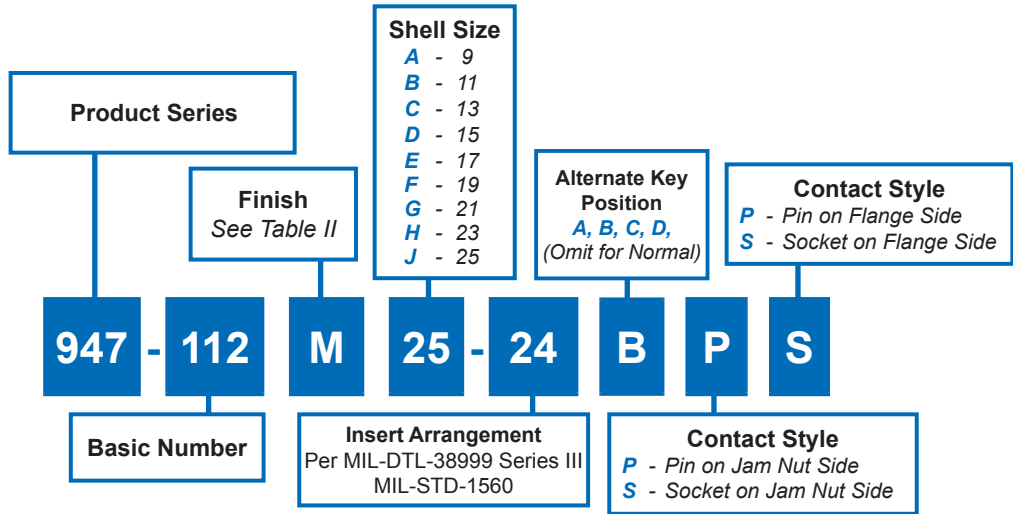 Product Series
Finish
See Table II
Shell Size
A - 9
B - 11
C - 13
D - 15
E - 17
F - 19
G - 21
H - 23
J - 25
Alternate Key
Position
A, B, C, D,
(Omit for Normal)
Contact Style
P - Pin on Flange Side
S - Socket on Flange Side
947 - 112 M 25 - 24 B P S
Basic Number
Insert Arrangement
Per MIL-DTL-38999 Series III
MIL-STD-1560
Contact Style
P - Pin on Jam Nut Side
S - Socket on Jam Nut Side